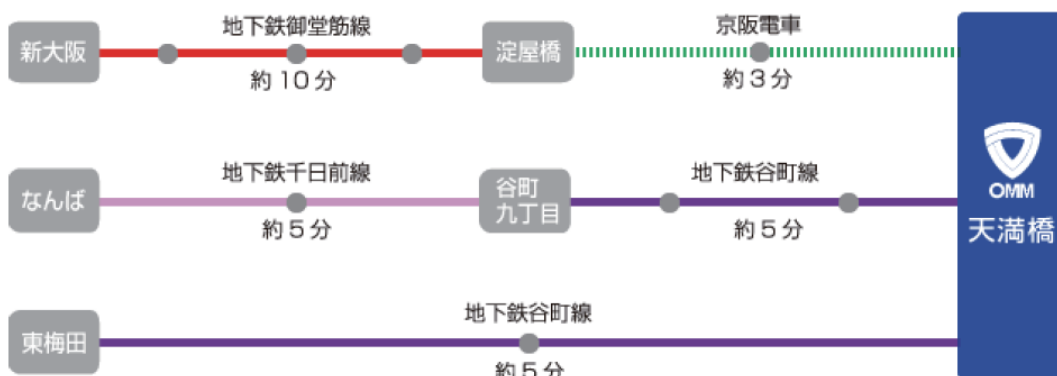 地下鉄御堂筋線
京阪電車
新大阪
淀屋橋
約10分
約3分
地下鉄千日前線
地下鉄谷町線
なんば
谷町
九丁目
OMM
天満橋
約5分
約5分
地下鉄谷町線
東梅田
約5分